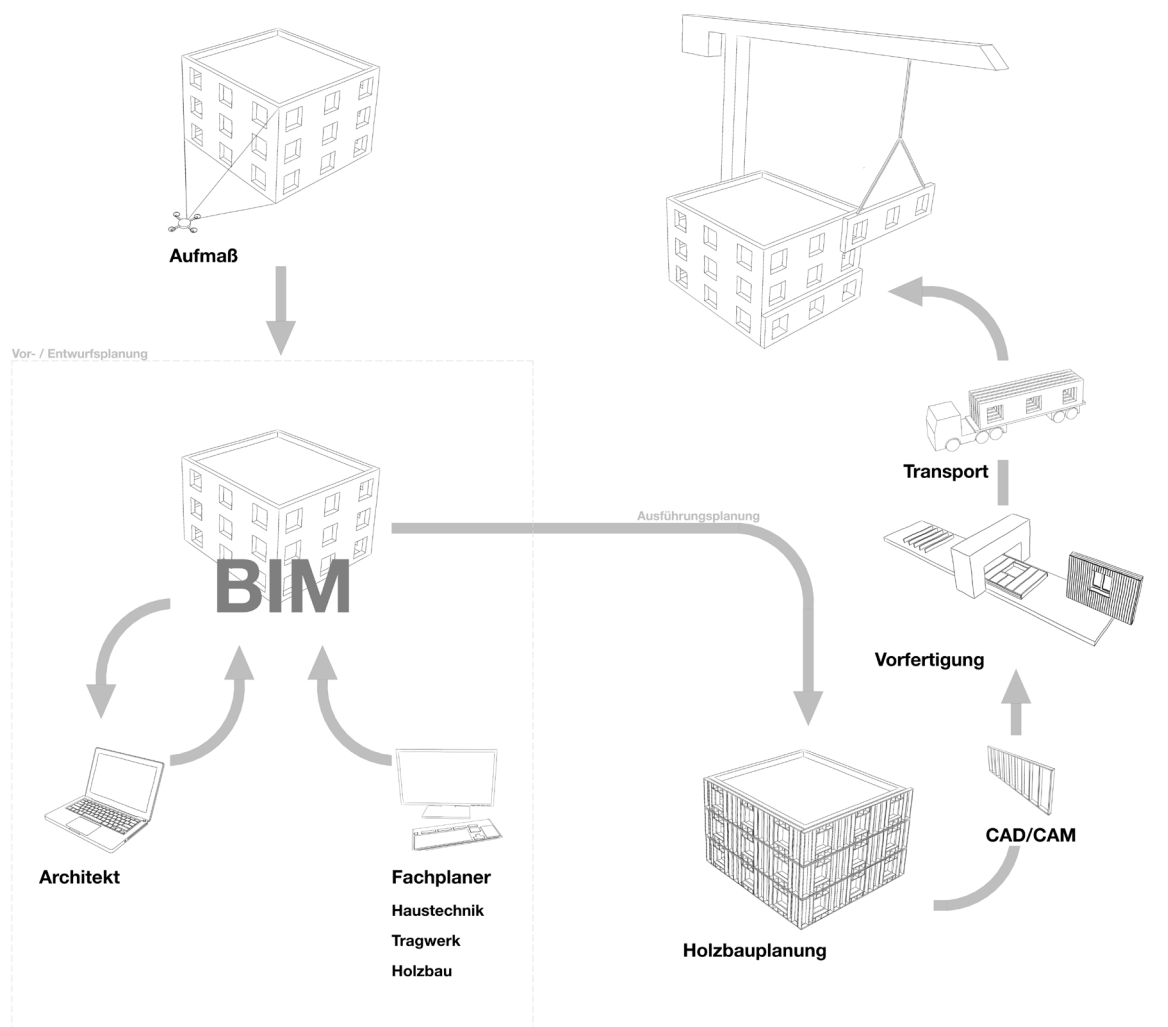 Aufmaß
Vor- / Entwurfsplanung
BIM
Architekt
Fachplaner
Haustechnik
Tragwerk
Holzbau
Ausführungsplanung
Holzbauplanung
CAD/CAM
Vorfertigung
Transport